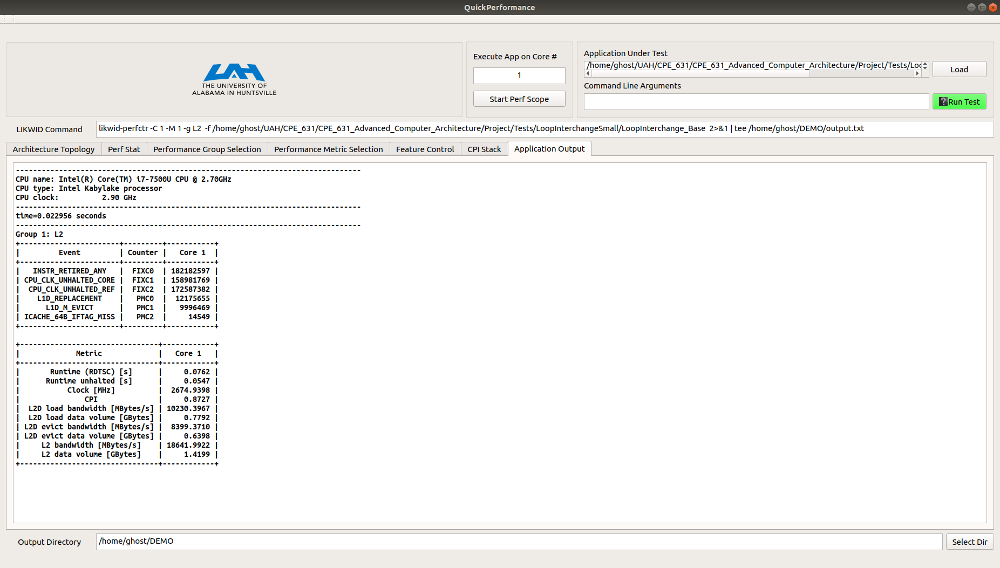 QuickPerformance
THE UNIVERSITY OF
ALABAMA IN HUNTSVILLE
Execute App on Core #
1
Start Perf Scope
Application Under Test
/home/ghost/UAH/CPE_631/CPE_631_Advanced_Computer_Architecture/Project/Tests/Loo
Load
Command Line Arguments
Run Test
LIKWID Command
likwid-perfctr -C 1 -M 1 -g L2  -f /home/ghost/UAH/CPE_631/CPE_631_Advanced_Computer_Architecture/Project/Tests/LoopInterchangeSmall/LoopInterchange_Base  2>&1 | tee /home/ghost/DEMO/output.txt
Architecture Topology
Perf Stat
Performance Group Selection
Performance Metric Selection
Feature Control
CPI Stack
Application Output
--------------------------------------------------------------------------------
CPU name: Intel(R) Core(TM) i7-7500U CPU @ 2.70GHz
CPU type: Intel Kabylake processor
CPU clock:          2.90 GHz
--------------------------------------------------------------------------------
time=0.022956 seconds
--------------------------------------------------------------------------------
Group 1: L2
+-----------------------+---------+-----------+
|         Event         | Counter |   Core 1  |
+-----------------------+---------+-----------+
|   INSTR_RETIRED_ANY   |  FIXC0  | 182182597 |
| CPU_CLK_UNHALTED_CORE |  FIXC1  | 158981769 |
|  CPU_CLK_UNHALTED_REF |  FIXC2  | 172587382 |
|    L1D_REPLACEMENT    |   PMC0  |  12175655 |
|      L1D_M_EVICT      |   PMC1  |   9996469 |
| ICACHE_64B_IFTAG_MISS |   PMC2  |     14549 |
+-----------------------+---------+-----------+
+--------------------------------+------------+
|             Metric             |   Core 1   |
+--------------------------------+------------+
|       Runtime (RDTSC) [s]      |     0.0762 |
|      Runtime unhalted [s]      |     0.0547 |
|           Clock [MHz]          |  2674.9398 |
|               CPI              |     0.8727 |
|  L2D load bandwidth [MBytes/s] | 10230.3967 |
|  L2D load data volume [GBytes] |     0.7792 |
| L2D evict bandwidth [MBytes/s] |  8399.3710 |
| L2D evict data volume [GBytes] |     0.6398 |
|     L2 bandwidth [MBytes/s]    | 18641.9922 |
|     L2 data volume [GBytes]    |     1.4199 |
+--------------------------------+------------+
Output Directory
/home/ghost/DEMO
Select Dir